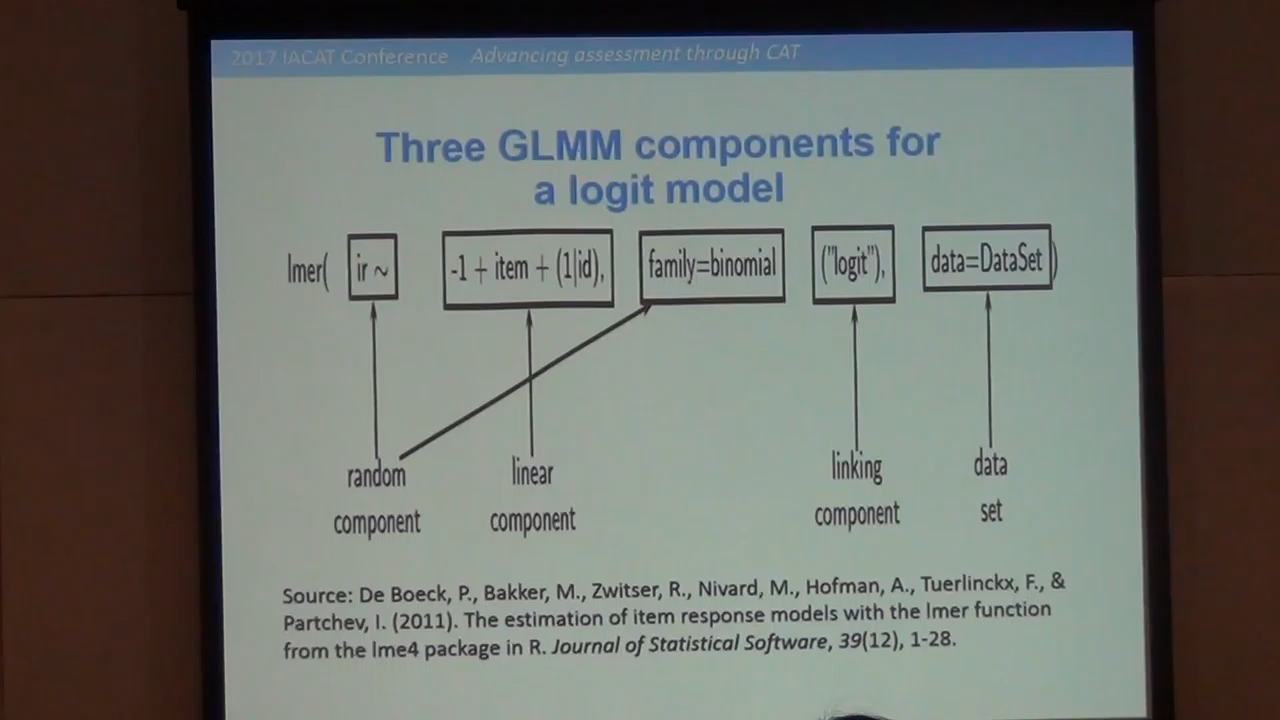 2017 IACAT Conference Advancing assessment through CAT
Three GLMM components for
a logit model
lmer( ir ~ -1 + item + (1|id), family=binomial ("logit"), data=DataSet )
random component
linear component
linking component
data set
Source: De Boeck, P., Bakker, M., Zwitser, R., Nivard, M., Hofman, A., Tuerlinckx, F., &
Partchev, I. (2011). The estimation of item response models with the lmer function
from the lme4 package in R. Journal of Statistical Software, 39(12), 1-28.